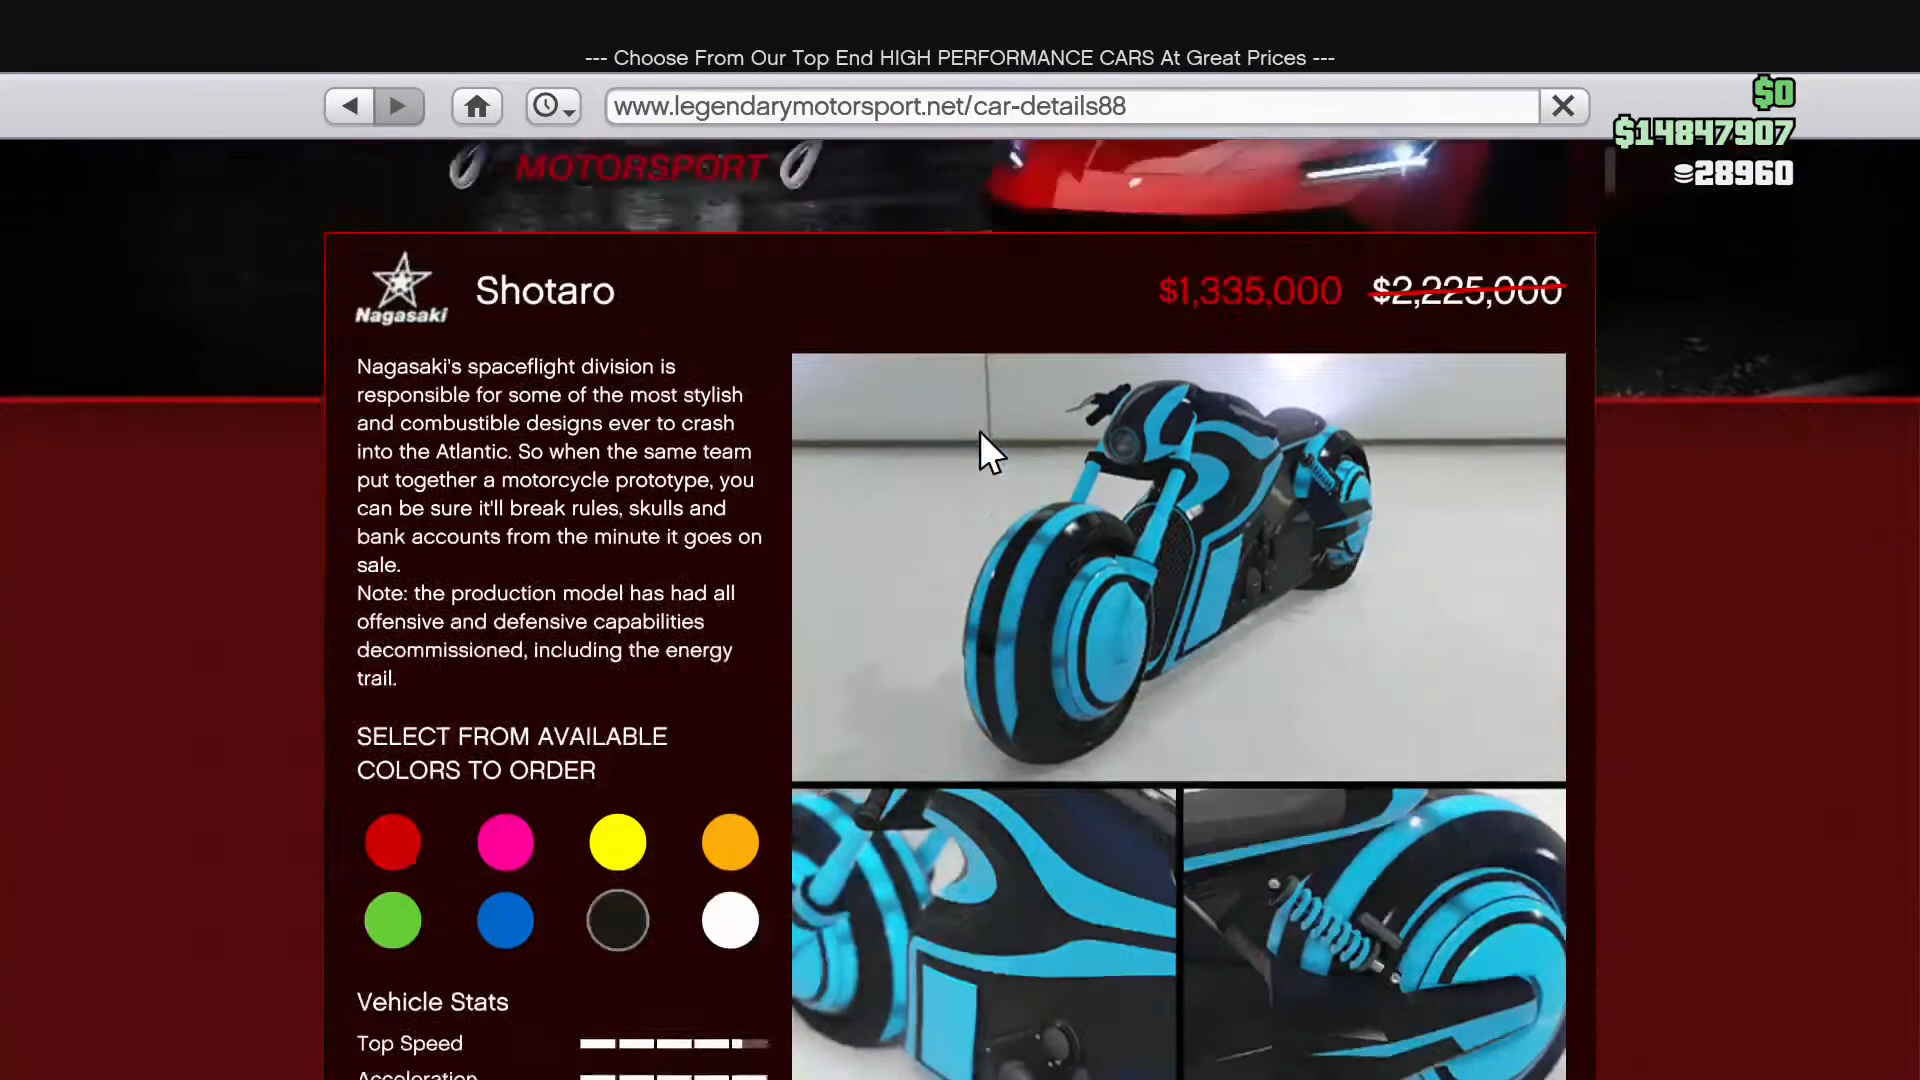 --- Choose From Our Top End HIGH PERFORMANCE CARS At Great Prices ---
www.legendarymotorsport.net/car-details88
$0
$14847907
28960
MOTORSPORT
Nagasaki
Shotaro
$1,335,000 $2,225,000
Nagasaki's spaceflight division is
responsible for some of the most stylish
and combustible designs ever to crash
into the Atlantic. So when the same team
put together a motorcycle prototype, you
can be sure it'll break rules, skulls and
bank accounts from the minute it goes on
sale.
Note: the production model has had all
offensive and defensive capabilities
decommissioned, including the energy
trail.
SELECT FROM AVAILABLE
COLORS TO ORDER
Vehicle Stats
Top Speed
Acceleration